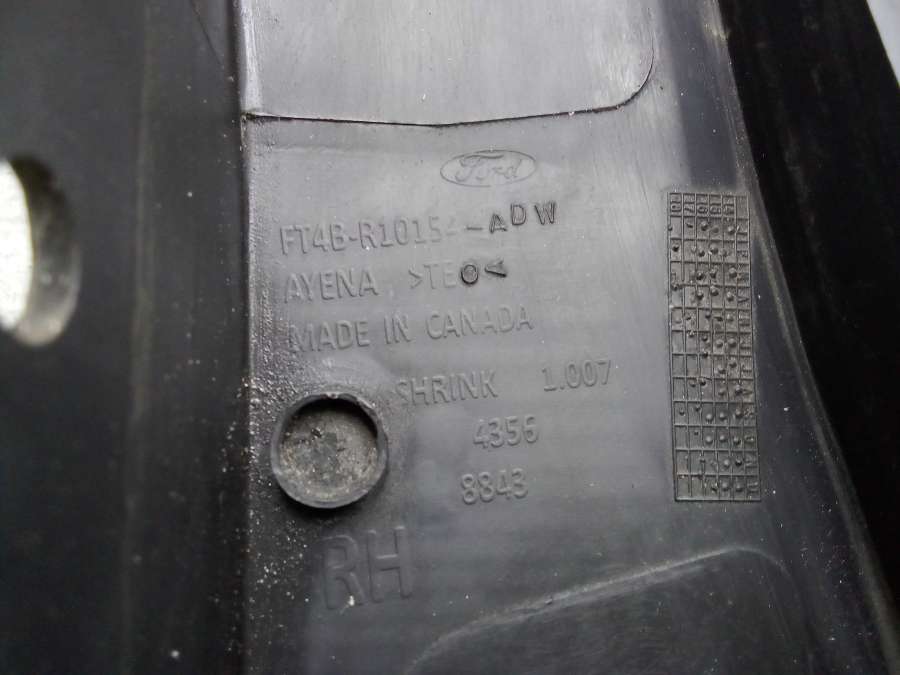 Ford
FT4B-R10154-ADW
AYENA >TEO<
MADE IN CANADA
SHRINK 1.007
4356
8843
RH